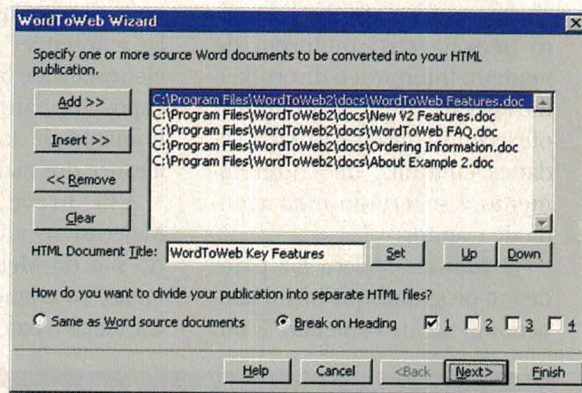 WordToWeb Wizard
Specify one or more source Word documents to be converted into your HTML
publication.
Add >>
Insert >>
<< Remove
Clear
C:\Program Files\WordToWeb2\docs\WordToWeb Features.doc
C:\Program Files\WordToWeb2\docs\New V2 Features.doc
C:\Program Files\WordToWeb2\docs\WordToWeb FAQ.doc
C:\Program Files\WordToWeb2\docs\Ordering Information.doc
C:\Program Files\WordToWeb2\docs\About Example 2.doc
HTML Document Title: WordToWeb Key Features Set Up Down
How do you want to divide your publication into separate HTML files?
Same as Word source documents Break on Heading 1 2 3 4
Help Cancel <Back Next> Finish